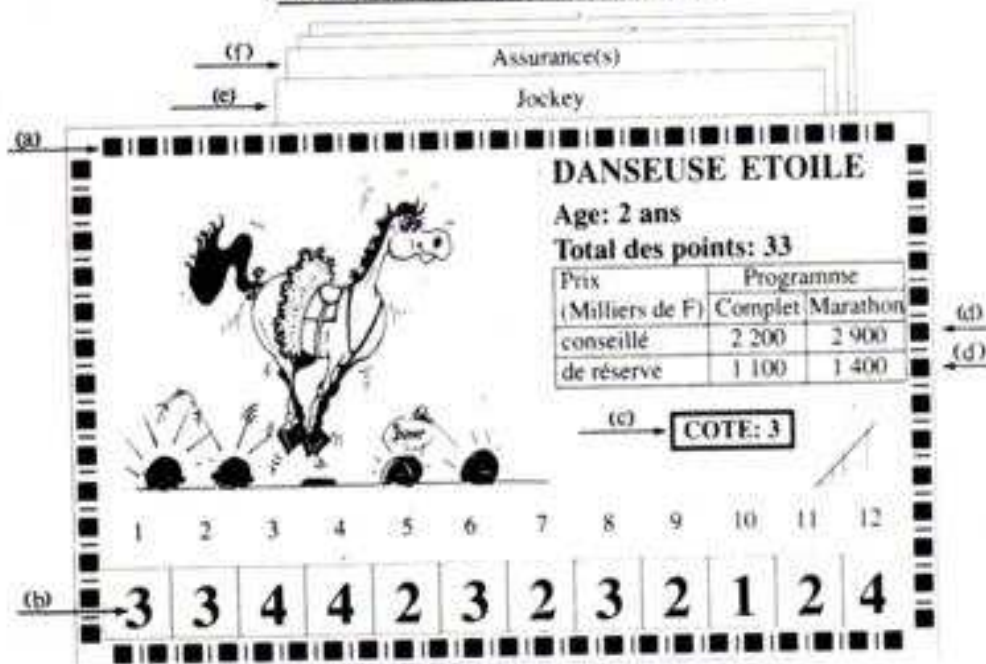 (f) Assurance(s)
(e) Jockey
(a)
DANSEUSE ETOILE
Age: 2 ans
Total des points: 33
Prix Programme
(Milliers de F) Complet Marathon
(d)
conseillé 2 200 2 900
(d)
de réserve 1 100 1 400
(c) COTE: 3
1 2 3 4 5 6 7 8 9 10 11 12
(b) 3 3 4 4 2 3 2 3 2 1 2 4